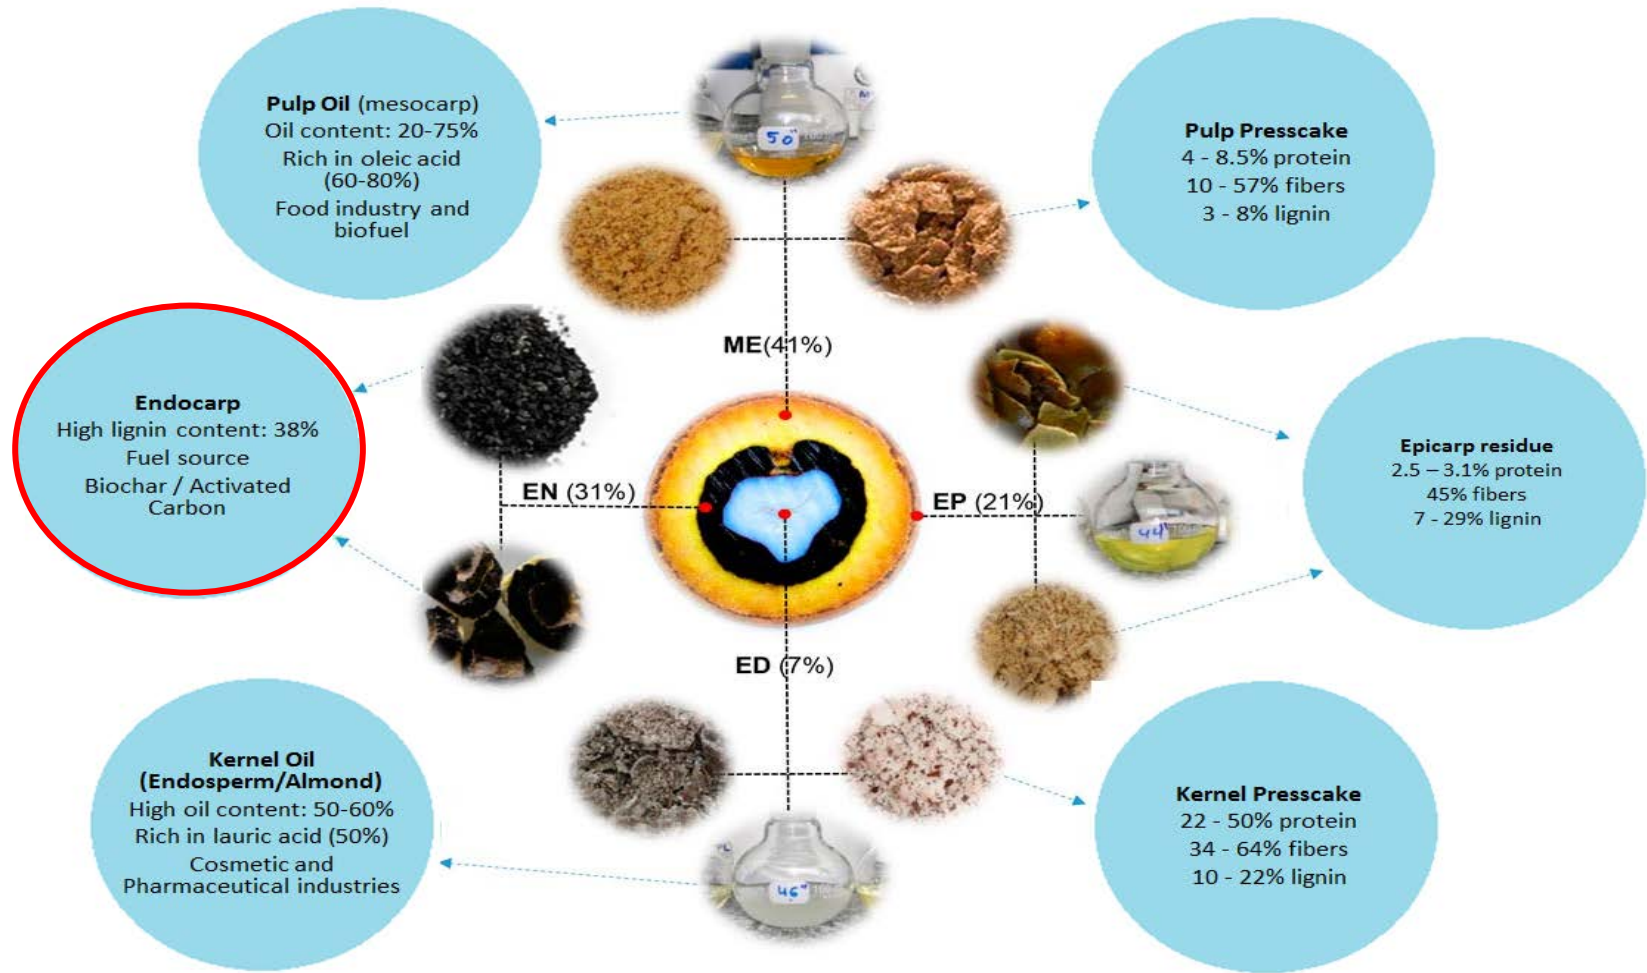 Pulp Oil (mesocarp)
Oil content: 20-75%
Rich in oleic acid
(60-80%)
Food industry and
biofuel
50"
Pulp Presscake
4 - 8.5% protein
10 - 57% fibers
3 - 8% lignin
ME(41%)
Endocarp
High lignin content: 38%
Fuel source
Biochar / Activated
Carbon
EN (31%)
EP (21%)
44"
Epicarp residue
2.5 – 3.1% protein
45% fibers
7 - 29% lignin
ED (7%)
Kernel Oil
(Endosperm/Almond)
High oil content: 50-60%
Rich in lauric acid (50%)
Cosmetic and
Pharmaceutical industries
46"
Kernel Presscake
22 - 50% protein
34 - 64% fibers
10 - 22% lignin